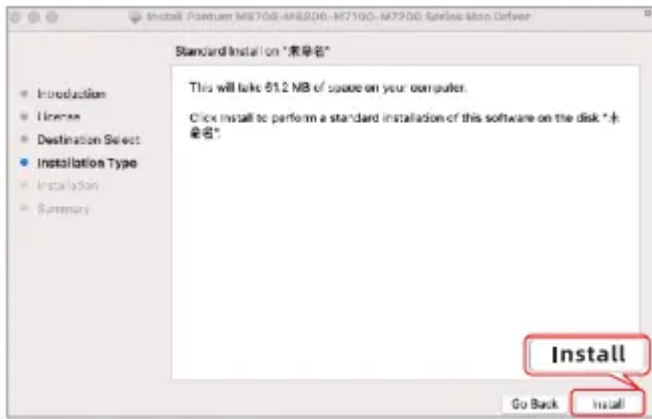 Install Pantum M6700-M6800-M7100-M7200 Series Mac Driver
Standard Install on "未命名"
Introduction
License
Destination Select
Installation Type
Installation
Summary
This will take 61.2 MB of space on your computer.
Click Install to perform a standard installation of this software on the disk "未
命名".
Install
Go Back
Install